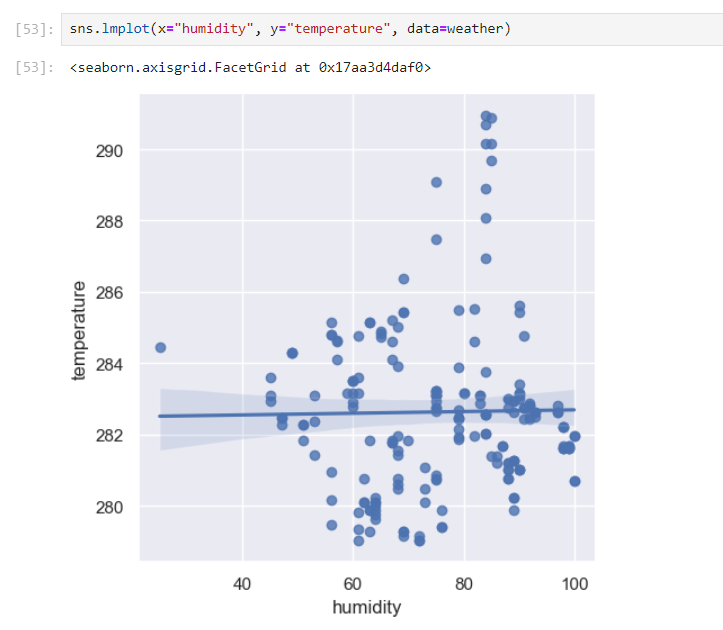 [53]: sns.lmplot(x="humidity", y="temperature", data=weather)
[53]: <seaborn.axisgrid.FacetGrid at 0x17aa3d4daf0>
290
288
286
284
282
280
temperature
40 60 80 100
humidity